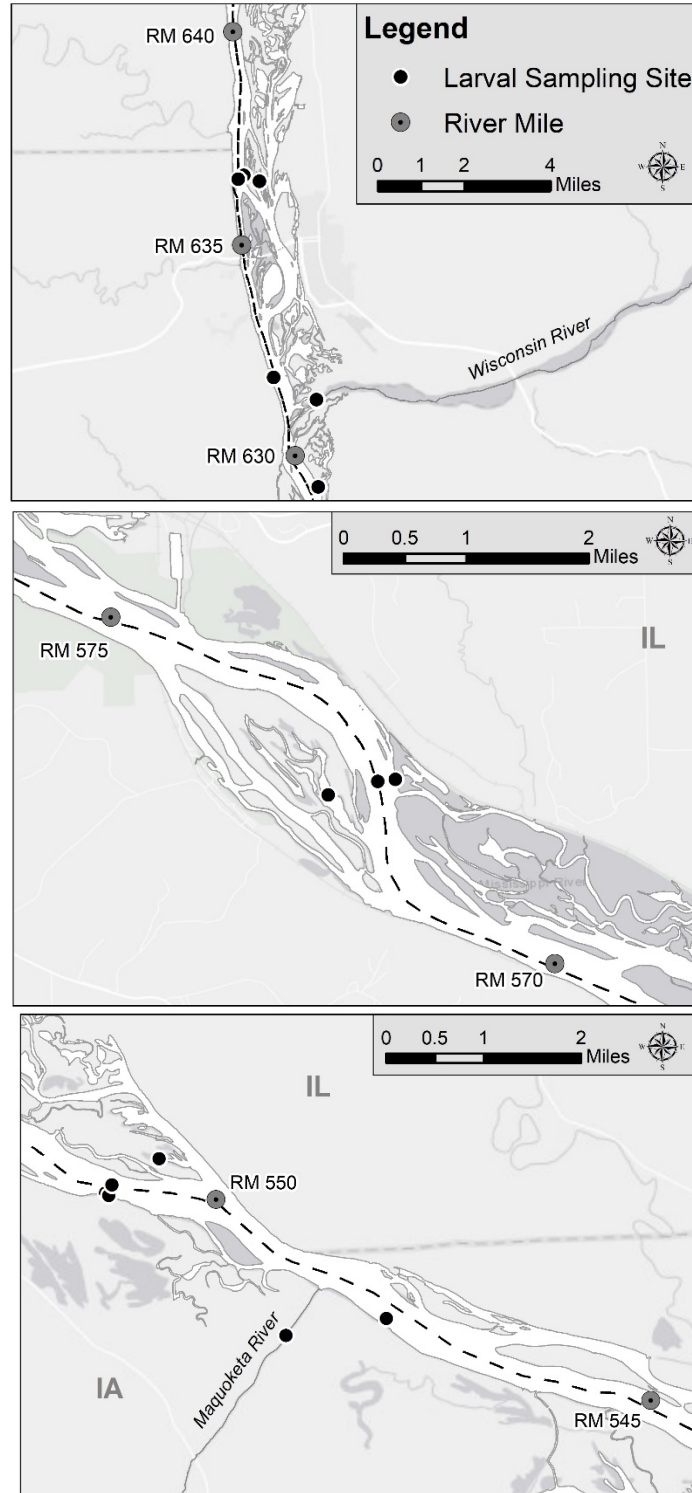 RM 640
Legend
Larval Sampling Site
River Mile
0 1 2 4
Miles
N
W E
S
RM 635
Wisconsin River
RM 630
0 0.5 1 2
Miles
N
W E
S
RM 575
IL
Mississippi River
RM 570
0 0.5 1 2
Miles
N
W E
S
IL
RM 550
Maquoketa River
IA
RM 545